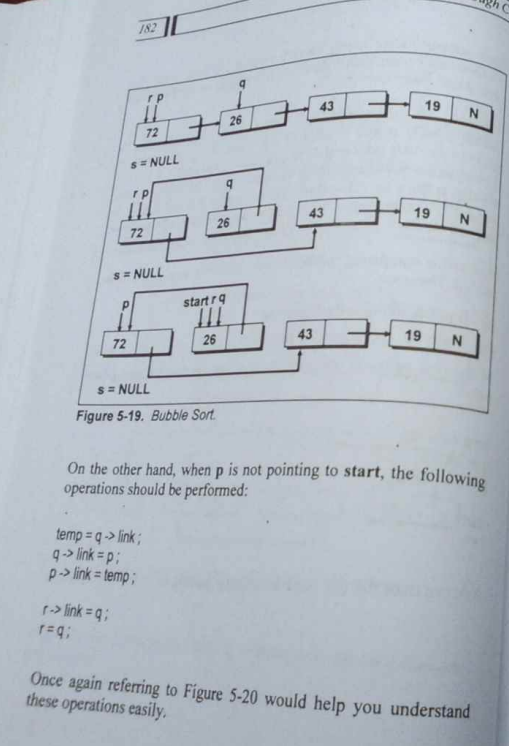 182
r p
q
72
26
43
19 N
s = NULL
r p
q
72
26
43
19 N
s = NULL
p
start r q
72
26
43
19 N
s = NULL
Figure 5-19. Bubble Sort.
On the other hand, when p is not pointing to start, the following
operations should be performed:
temp = q -> link ;
q -> link = p ;
p -> link = temp ;
r -> link = q ;
r = q ;
Once again referring to Figure 5-20 would help you understand
these operations easily.